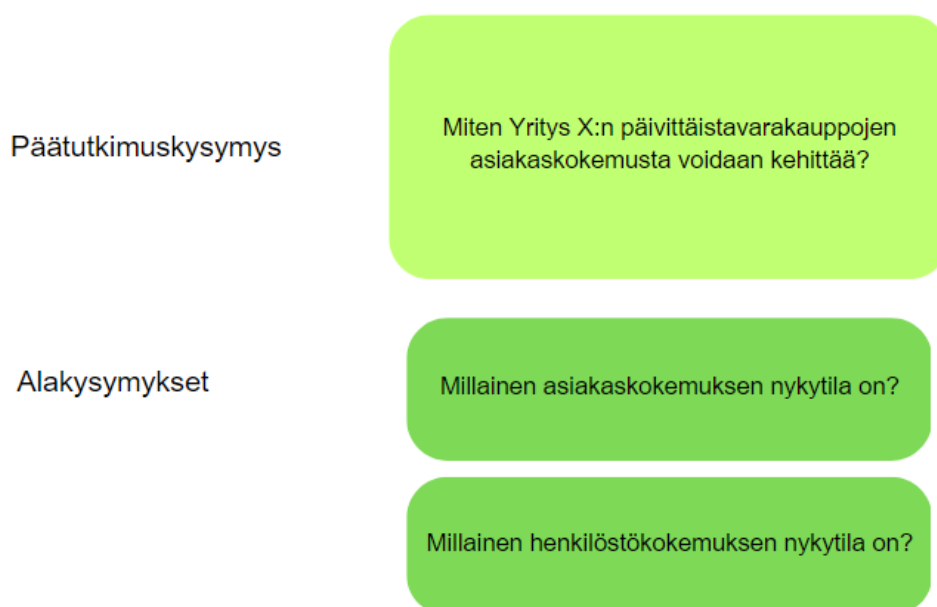 Päätutkimuskysymys
Miten Yritys X:n päivittäistavarakauppojen
asiakaskokemusta voidaan kehittää?
Alakysymykset
Millainen asiakaskokemuksen nykytila on?
Millainen henkilöstökokemuksen nykytila on?